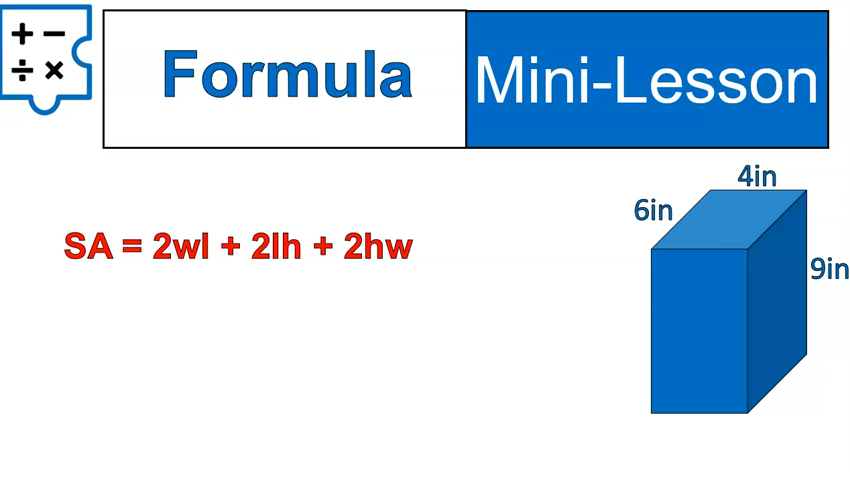 + −
÷ ×
Formula
Mini-Lesson
4in
6in
SA = 2wl + 2lh + 2hw
9in